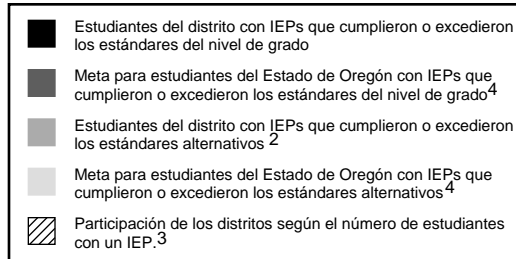 Estudiantes del distrito con IEPs que cumplieron o excedieron
los estándares del nivel de grado
Meta para estudiantes del Estado de Oregón con IEPs que
cumplieron o excedieron los estándares del nivel de grado4
Estudiantes del distrito con IEPs que cumplieron o excedieron
los estándares alternativos 2
Meta para estudiantes del Estado de Oregón con IEPs que
cumplieron o excedieron los estándares alternativos4
Participación de los distritos según el número de estudiantes
con un IEP.3